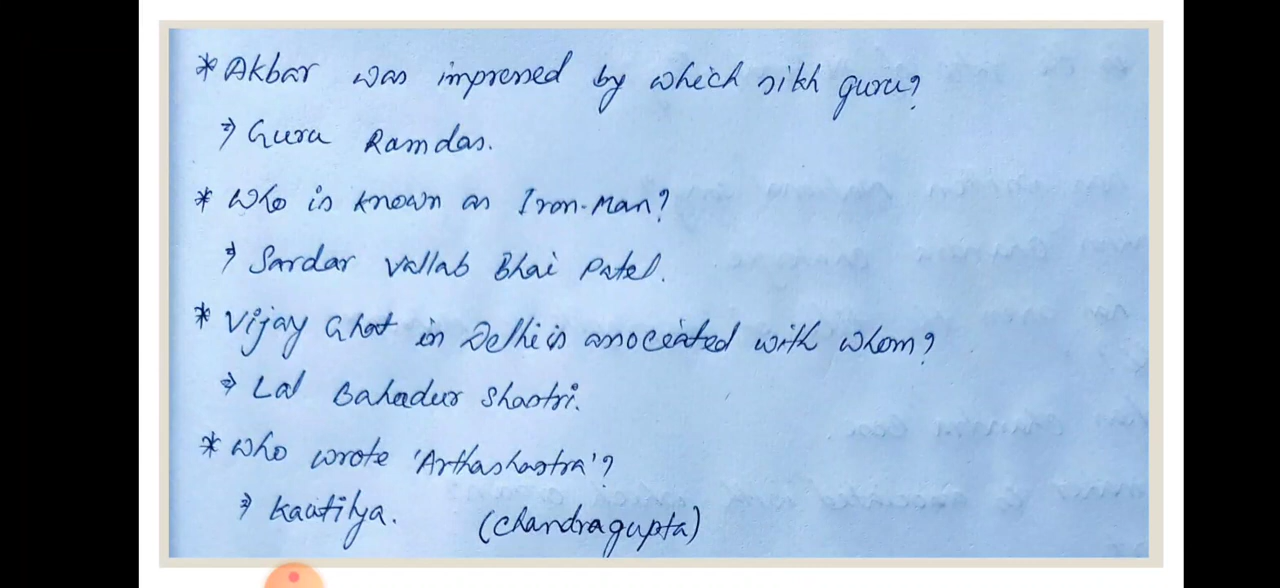 * Akbar was impressed by which sikh guru?
⇒ Guru Ramdas.
* Who is known as Iron-Man?
⇒ Sardar Vallab Bhai Patel.
* Vijay Ghat in Delhi is associated with whom?
⇒ Lal Bahadur Shastri.
* Who wrote 'Arthashastra'?
⇒ Kautilya. (Chandragupta)